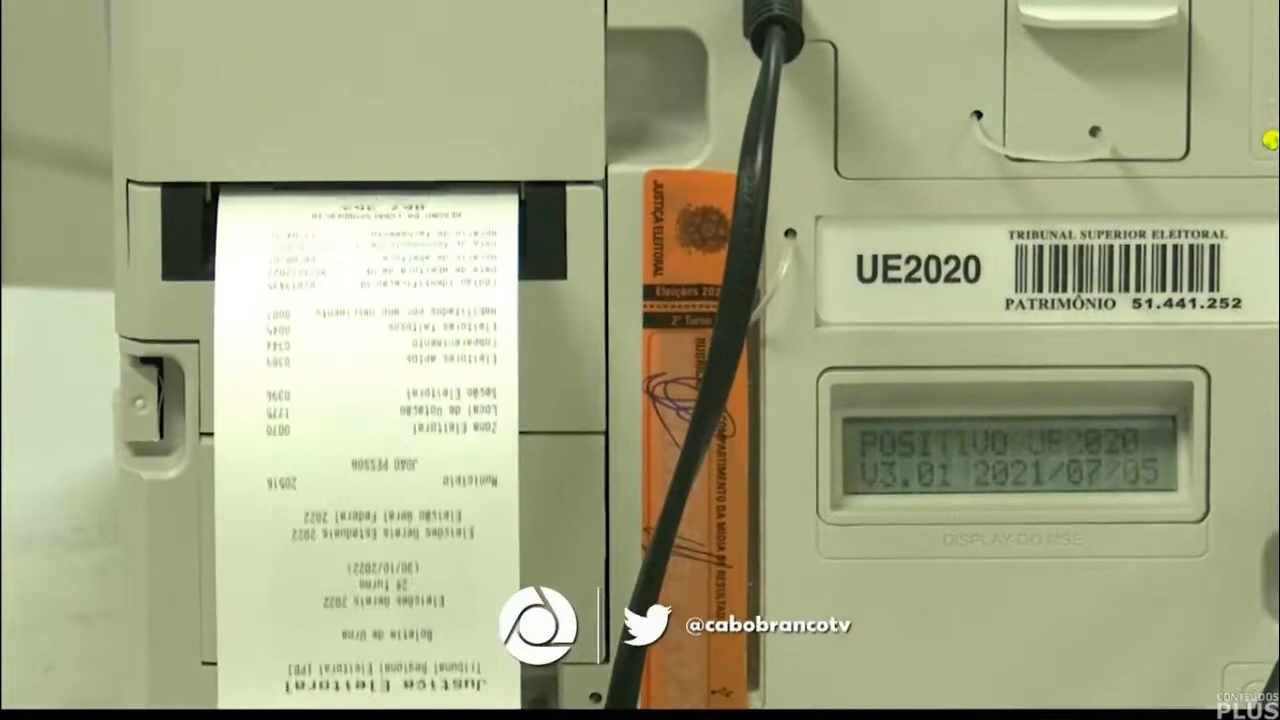 Justiça Eleitoral
Tribunal Regional Eleitoral (PB)
Boletim de Urna
Eleições Gerais 2022
2º Turno
(30/10/2022)
Eleições Gerais Estaduais 2022
Eleição Geral Federal 2022
Município 20516
JOÃO PESSOA
Zona Eleitoral 0070
Local de Votação 1775
Seção Eleitoral 0396
Eleitores aptos 0389
Comparecimento 0344
Eleitores faltosos 0045
Habilitados por ano nascimento 0007
JUSTIÇA ELEITORAL
Eleições 202
2º Turno
COMPARTIMENTO DA MÍDIA DE RESULTAD
TRIBUNAL SUPERIOR ELEITORAL
UE2020
PATRIMÔNIO 51.441.252
POSITIVO UE2020
V3.01 2021/07/05
DISPLAY DO MSE
@cabobrancotv
CONTEÚDOS
PLUS